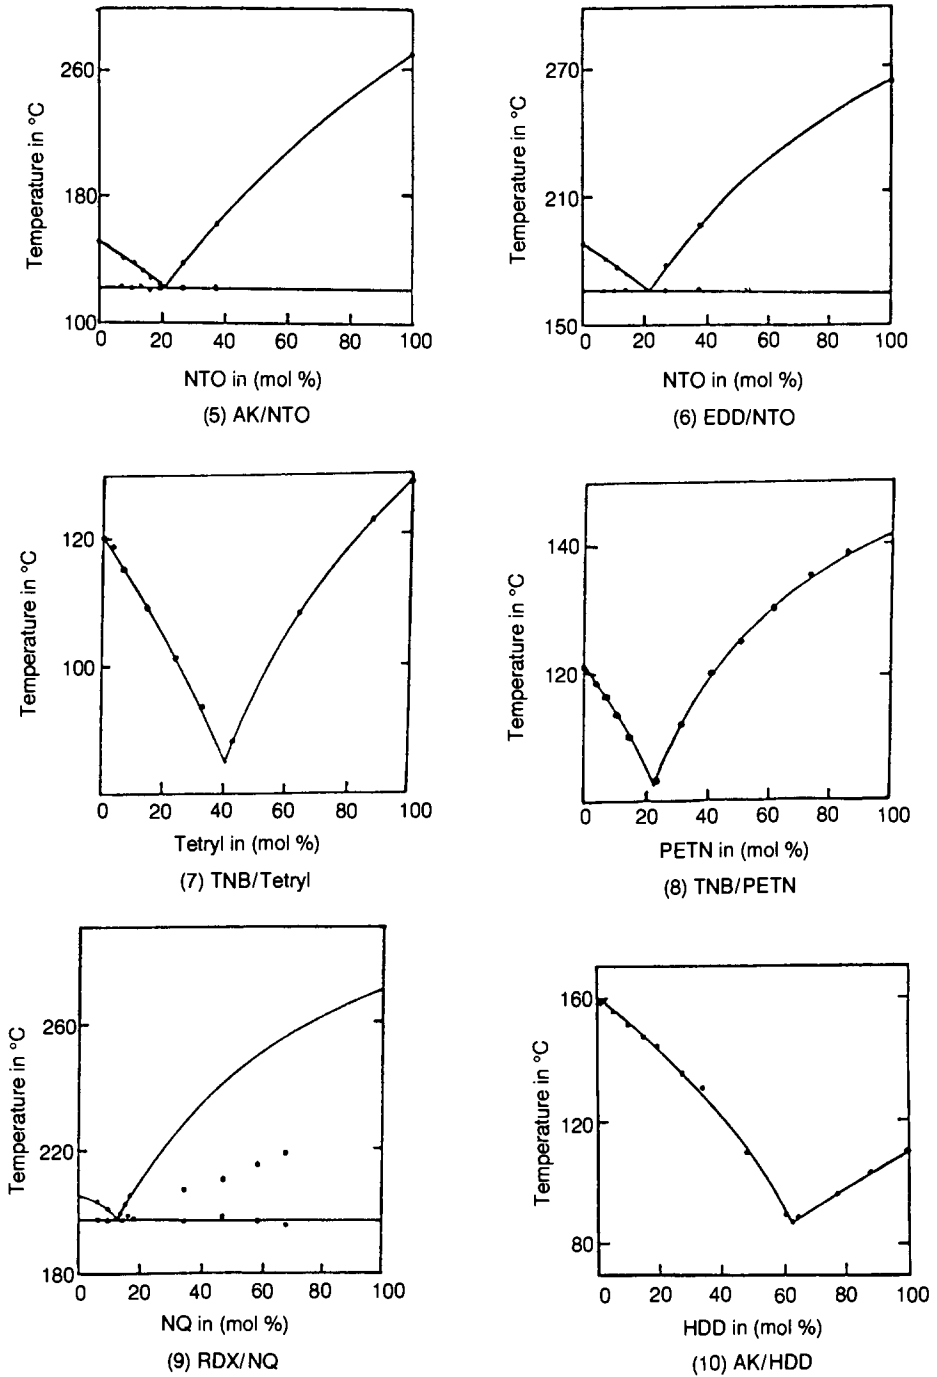 Temperature in °C
260
180
100
0 20 40 60 80 100
NTO in (mol %)
(5) AK/NTO
Temperature in °C
270
210
150
0 20 40 60 80 100
NTO in (mol %)
(6) EDD/NTO
Temperature in °C
120
100
0 20 40 60 80 100
Tetryl in (mol %)
(7) TNB/Tetryl
Temperature in °C
140
120
0 20 40 60 80 100
PETN in (mol %)
(8) TNB/PETN
Temperature in °C
260
220
180
0 20 40 60 80 100
NQ in (mol %)
(9) RDX/NQ
Temperature in °C
160
120
80
0 20 40 60 80 100
HDD in (mol %)
(10) AK/HDD